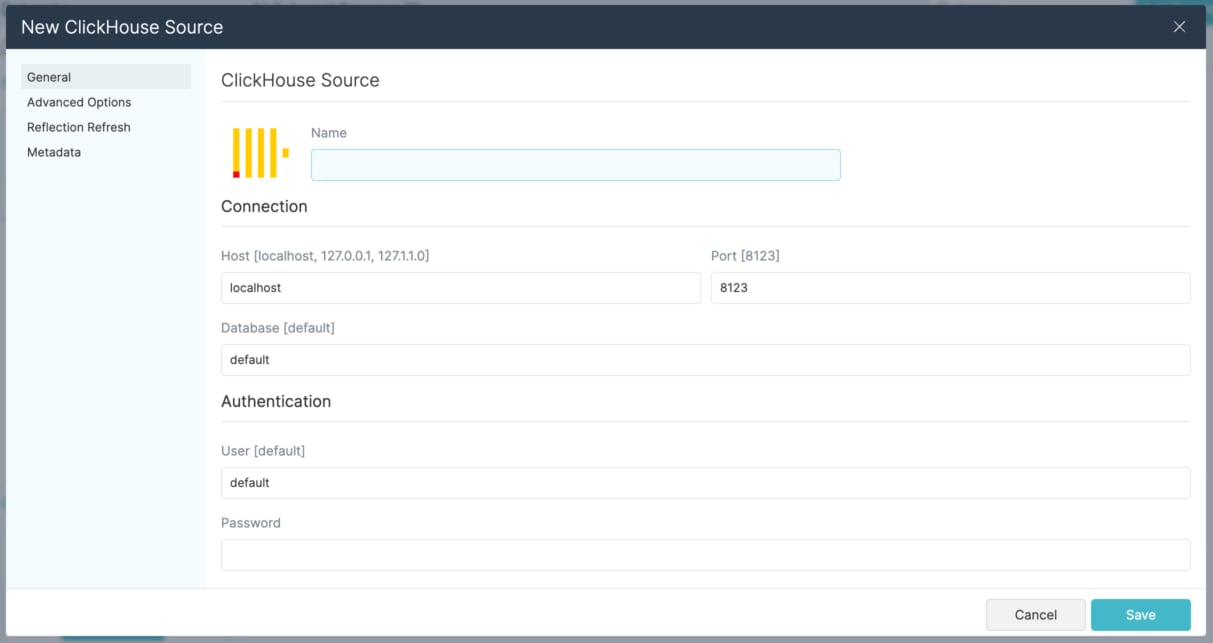 New ClickHouse Source
General
Advanced Options
Reflection Refresh
Metadata
ClickHouse Source
Name
Connection
Host [localhost, 127.0.0.1, 127.1.1.0]
Port [8123]
localhost
8123
Database [default]
default
Authentication
User [default]
default
Password
Cancel
Save